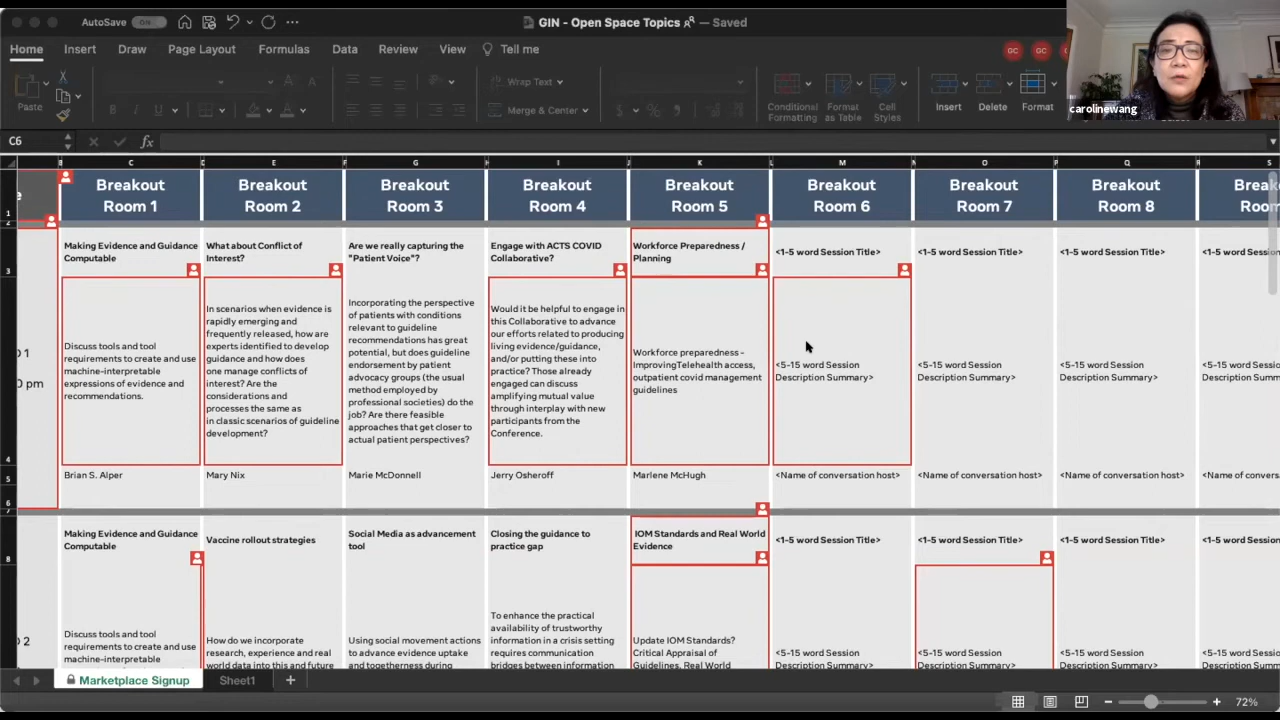 AutoSave ON GIN - Open Space Topics — Saved
Home Insert Draw Page Layout Formulas Data Review View Tell me GC GC
Paste Wrap Text Merge & Center Conditional Formatting Format as Table Cell Styles Insert Delete Format
carolinewang
C6 fx
B C D E F G H I J K L M N O P Q R S
1
Breakout Room 1
Breakout Room 2
Breakout Room 3
Breakout Room 4
Breakout Room 5
Breakout Room 6
Breakout Room 7
Breakout Room 8
3
Making Evidence and Guidance
Computable
What about Conflict of
Interest?
Are we really capturing the
"Patient Voice"?
Engage with ACTS COVID
Collaborative?
Workforce Preparedness /
Planning
<1-5 word Session Title>
<1-5 word Session Title>
<1-5 word Session Title>
4
D 1
0 pm
Discuss tools and tool
requirements to create and use
machine-interpretable
expressions of evidence and
recommendations.
In scenarios when evidence is
rapidly emerging and
frequently released, how are
experts identified to develop
guidance and how does
one manage conflicts of
interest? Are the
considerations and
processes the same as
in classic scenarios of guideline
development?
Incorporating the perspective
of patients with conditions
relevant to guideline
recommendations has great
potential, but does guideline
endorsement by patient
advocacy groups (the usual
method employed by
professional societies) do the
job? Are there feasible
approaches that get closer to
actual patient perspectives?
Would it be helpful to engage in
this Collaborative to advance
our efforts related to producing
living evidence/guidance,
and/or putting these into
practice? Those already
engaged can discuss
amplifying mutual value
through interplay with new
participants from the
Conference.
Workforce preparedness -
ImprovingTelehealth access,
outpatient covid management
guidelines
<5-15 word Session
Description Summary>
<5-15 word Session
Description Summary>
<5-15 word Session
Description Summary>
5
Brian S. Alper
Mary Nix
Marie McDonnell
Jerry Osheroff
Marlene McHugh
<Name of conversation host>
<Name of conversation host>
<Name of conversation host>
6
8
Making Evidence and Guidance
Computable
Vaccine rollout strategies
Social Media as advancement
tool
Closing the guidance to
practice gap
IOM Standards and Real World
Evidence
<1-5 word Session Title>
<1-5 word Session Title>
<1-5 word Session Title>
D 2
Discuss tools and tool
requirements to create and use
machine-interpretable
How do we incorporate
research, experience and real
world data into this and future
Using social movement actions
to advance evidence uptake
and togetherness during
To enhance the practical
availability of trustworthy
information in a crisis setting
requires communication
bridges between information
Update IOM Standards?
Critical Appraisal of
Guidelines, Real World
<5-15 word Session
Description Summary>
<5-15 word Session
Description Summary>
<5-15 word Session
Description Summary>
Marketplace Signup Sheet1
72%